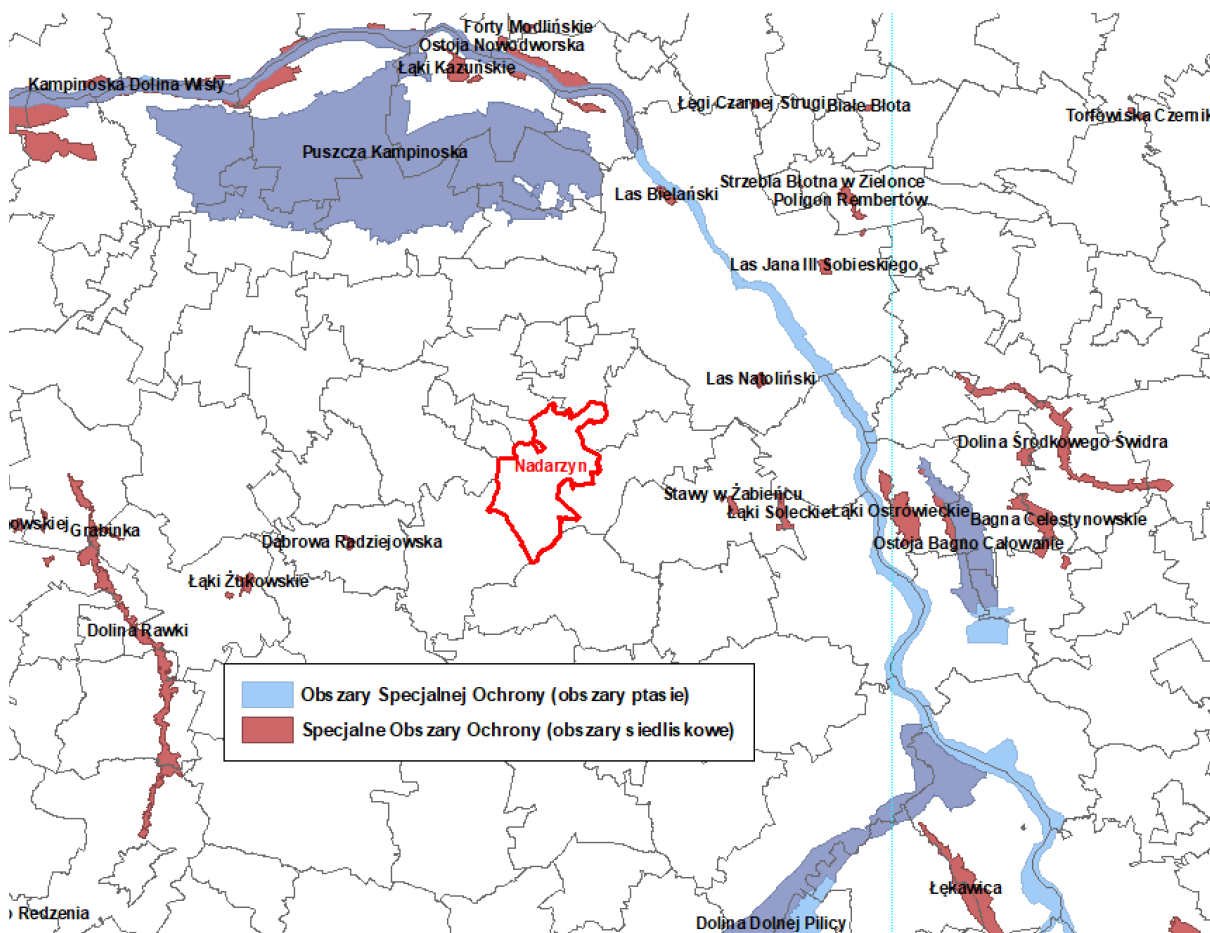 Forty Modlińskie
Ostoja Nowodworska
Łąki Kazuńskie
Kampinoska Dolina Wisły
Łęgi Czarnej Strugi
Białe Błota
Torfowiska Czernik
Puszcza Kampinoska
Strzebla Błotna w Zielonce
Las Bielański
Poligon Rembertów
Las Jana III Sobieskiego
Las Natoliński
Dolina Środkowego Świdra
Nadarzyn
Stawy w Żabieńcu
Łąki Soleckie
Łąki Ostrówieckie
Bagna Celestynowskie
owskiej
Grabinka
Dąbrowa Radziejowska
Ostoja Bagno Całowanie
Łąki Żukowskie
Dolina Rawki
Obszary Specjalnej Ochrony (obszary ptasie)
Specjalne Obszary Ochrony (obszary siedliskowe)
Łękawica
o Redzenia
Dolina Dolnej Pilicy